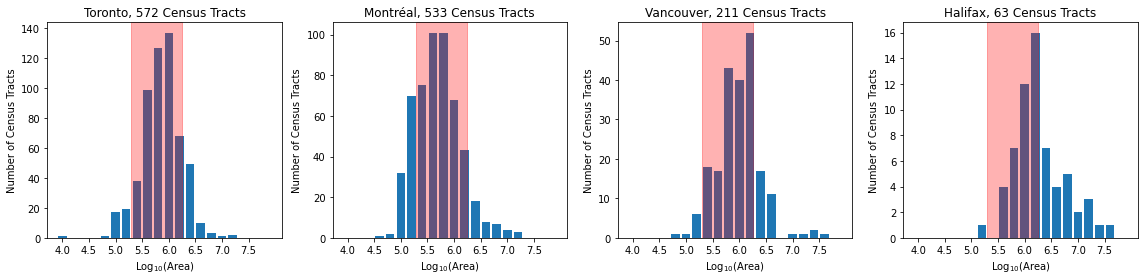 Toronto, 572 Census Tracts
Number of Census Tracts
140
120
100
80
60
40
20
0
4.0 4.5 5.0 5.5 6.0 6.5 7.0 7.5
Log10(Area)
Montréal, 533 Census Tracts
Number of Census Tracts
100
80
60
40
20
0
4.0 4.5 5.0 5.5 6.0 6.5 7.0 7.5
Log10(Area)
Vancouver, 211 Census Tracts
Number of Census Tracts
50
40
30
20
10
0
4.0 4.5 5.0 5.5 6.0 6.5 7.0 7.5
Log10(Area)
Halifax, 63 Census Tracts
Number of Census Tracts
16
14
12
10
8
6
4
2
0
4.0 4.5 5.0 5.5 6.0 6.5 7.0 7.5
Log10(Area)